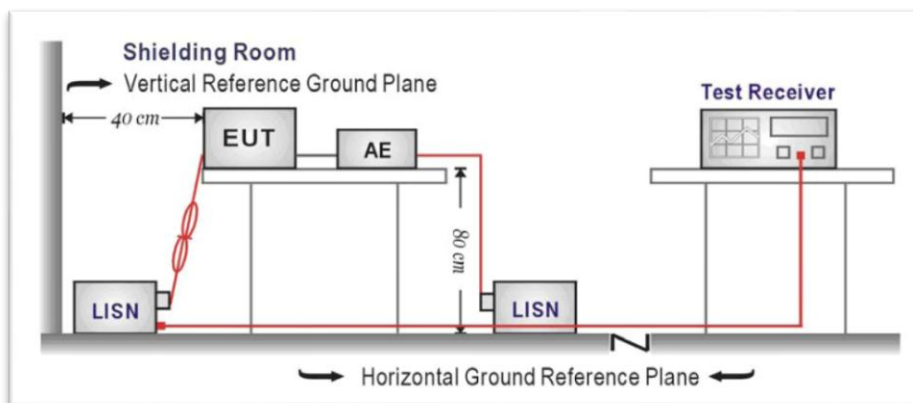 Shielding Room
Vertical Reference Ground Plane
40 cm
EUT
AE
Test Receiver
80 cm
LISN
LISN
Horizontal Ground Reference Plane